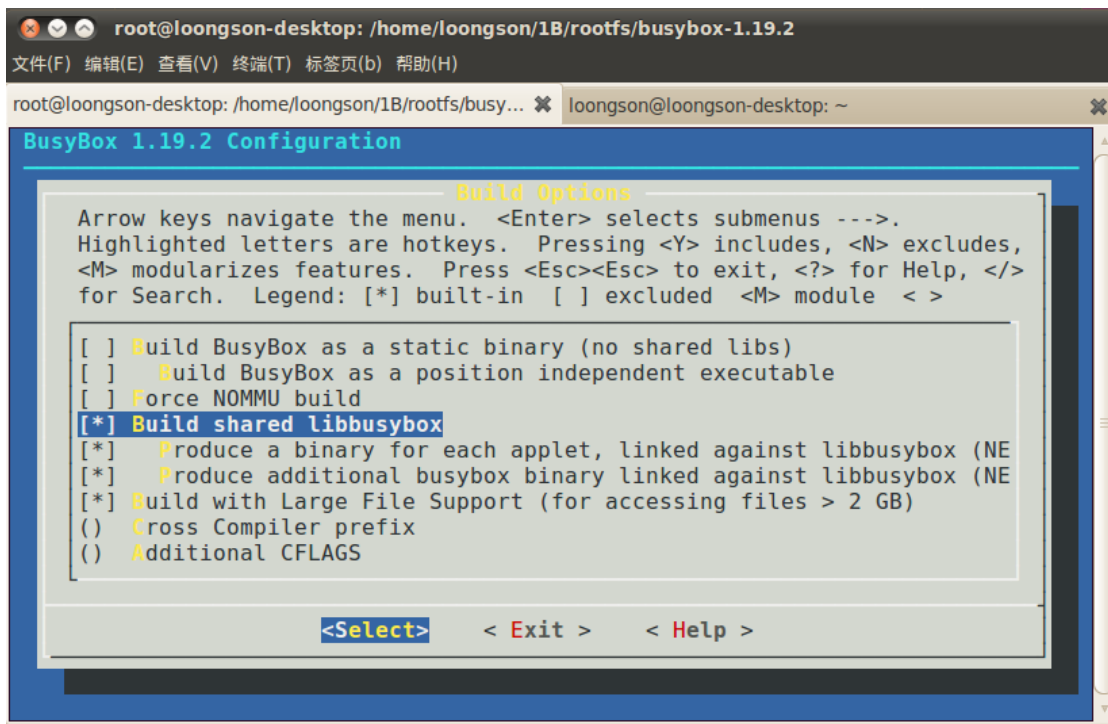 root@loongson-desktop: /home/loongson/1B/rootfs/busybox-1.19.2
文件(F) 编辑(E) 查看(V) 终端(T) 标签页(b) 帮助(H)
root@loongson-desktop: /home/loongson/1B/rootfs/busy... loongson@loongson-desktop: ~
BusyBox 1.19.2 Configuration
Build Options
Arrow keys navigate the menu. <Enter> selects submenus --->.
Highlighted letters are hotkeys. Pressing <Y> includes, <N> excludes,
<M> modularizes features. Press <Esc><Esc> to exit, <?> for Help, </>
for Search. Legend: [*] built-in [ ] excluded <M> module < >
[ ] Build BusyBox as a static binary (no shared libs)
[ ] Build BusyBox as a position independent executable
[ ] Force NOMMU build
[*] Build shared libbusybox
[*] Produce a binary for each applet, linked against libbusybox (NE
[*] Produce additional busybox binary linked against libbusybox (NE
[*] Build with Large File Support (for accessing files > 2 GB)
() Cross Compiler prefix
() Additional CFLAGS
<Select> < Exit > < Help >